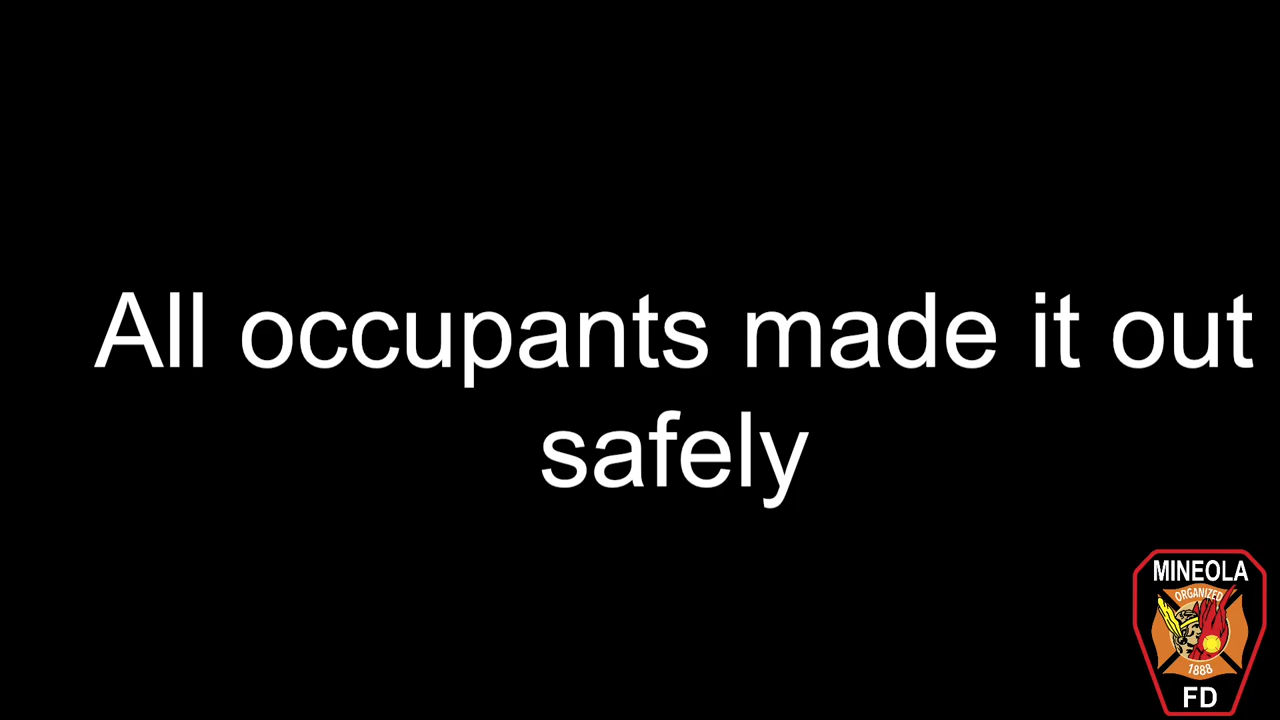 All occupants made it out
safely
MINEOLA
ORGANIZED
1888
FD